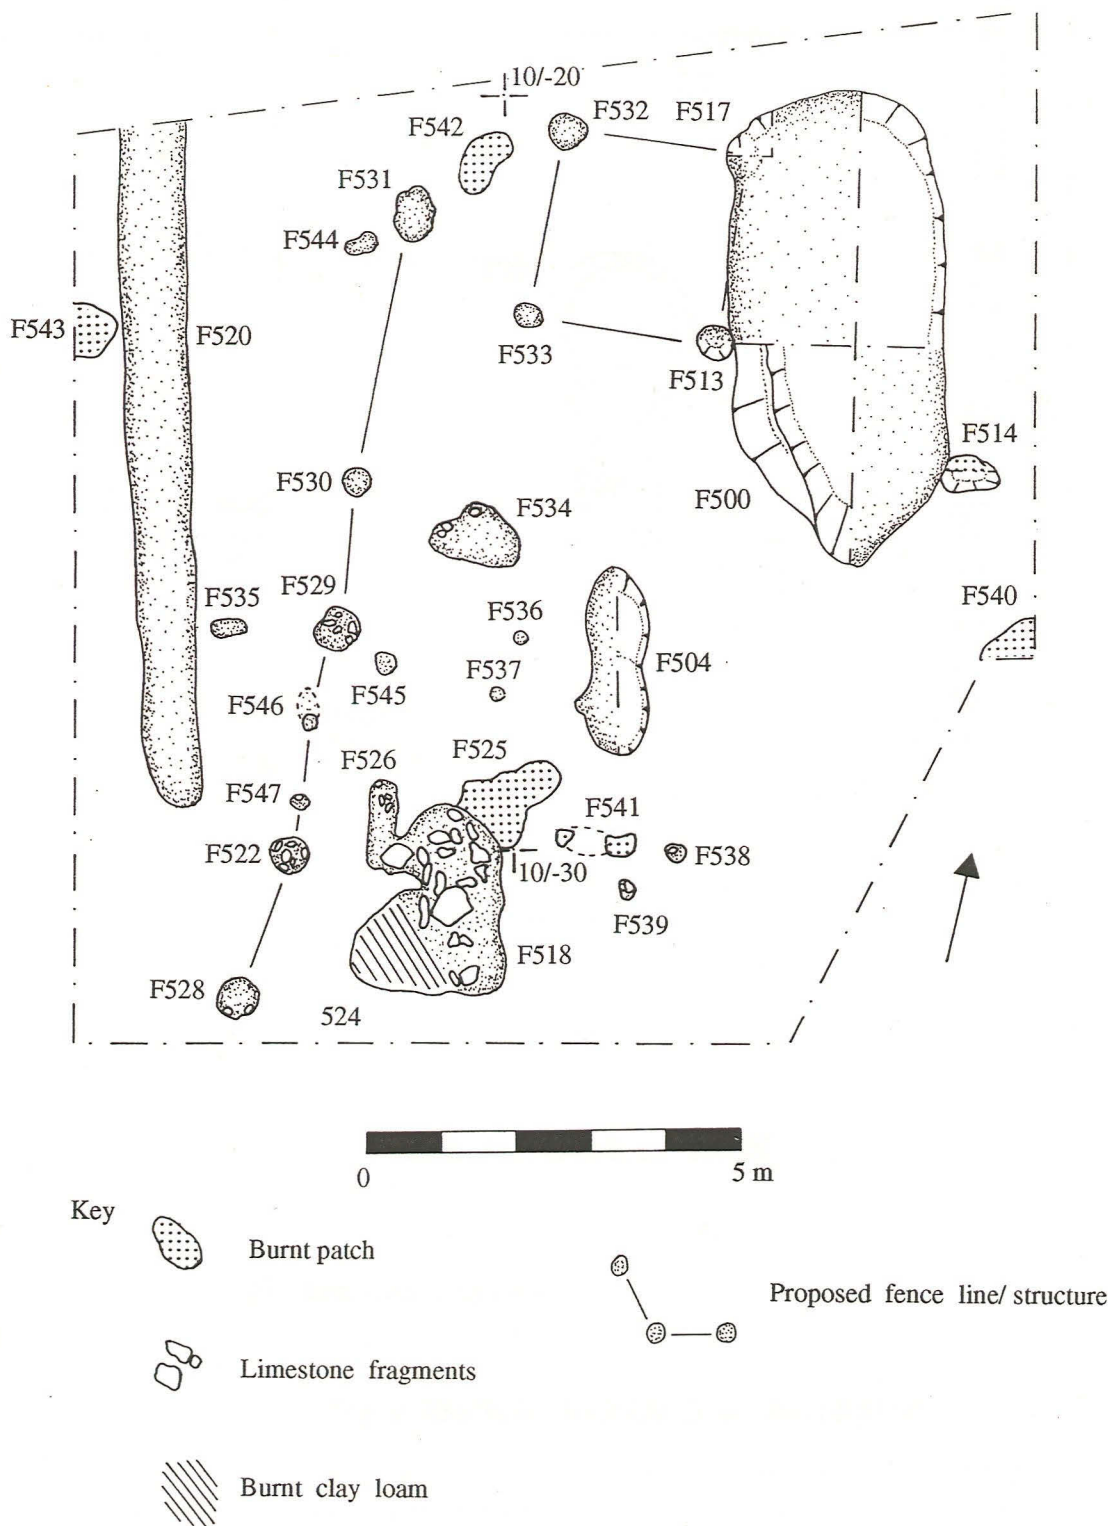 10/-20
F532
F517
F542
F531
F544
F543
F520
F533
F513
F514
F530
F500
F534
F529
F535
F536
F540
F504
F537
F545
F546
F525
F526
F547
F541
F522
F538
10/-30
F539
F518
F528
524
0
5 m
Key
Burnt patch
Proposed fence line/ structure
Limestone fragments
Burnt clay loam